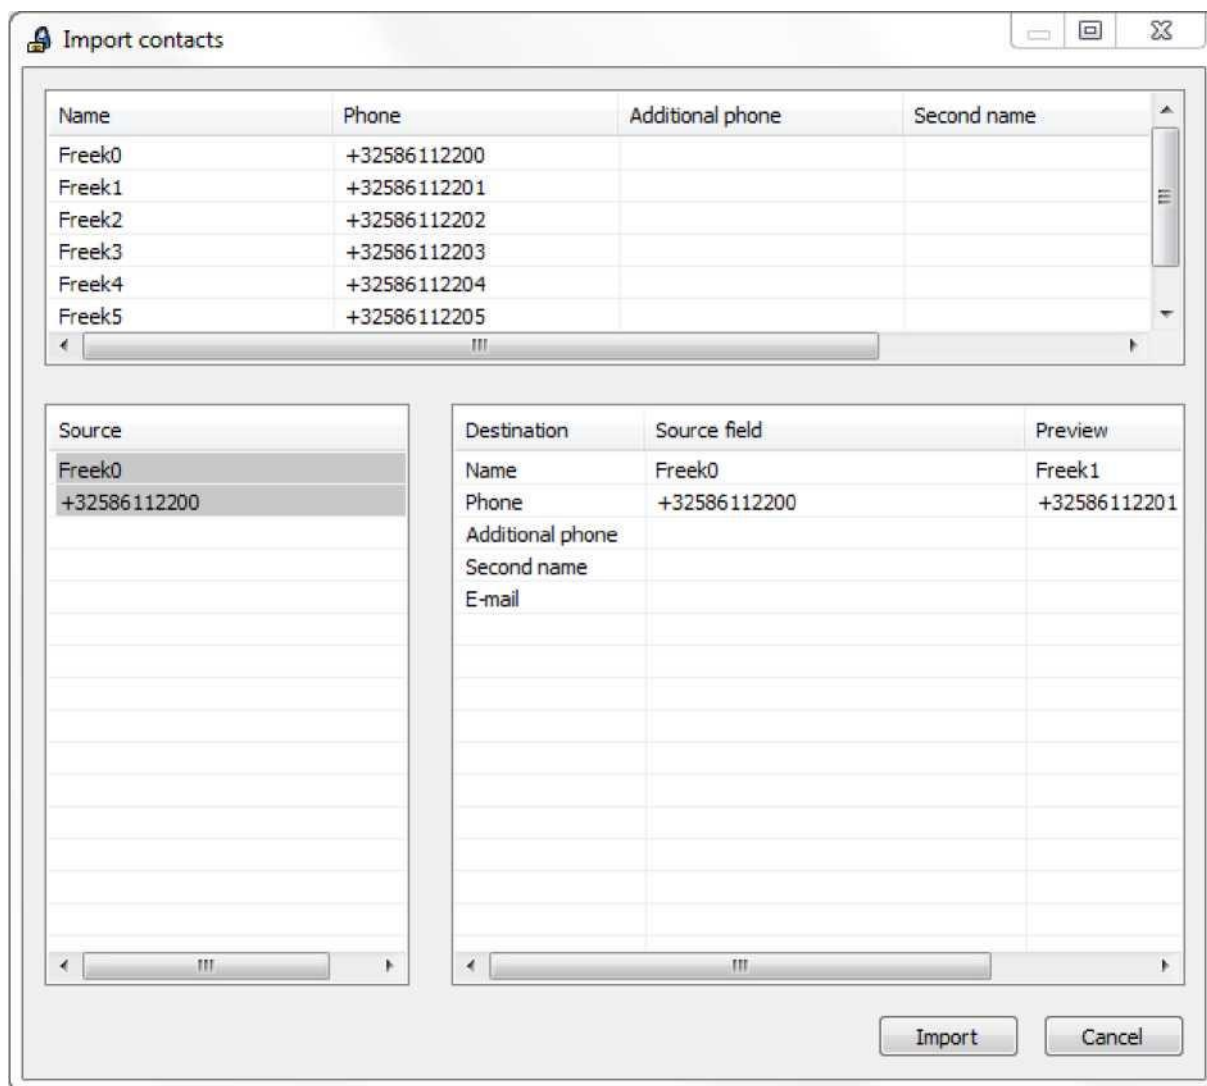 Import contacts
Name Phone Additional phone Second name
Freek0 +32586112200
Freek1 +32586112201
Freek2 +32586112202
Freek3 +32586112203
Freek4 +32586112204
Freek5 +32586112205
Source
Freek0
+32586112200
Destination Source field Preview
Name Freek0 Freek1
Phone +32586112200 +32586112201
Additional phone
Second name
E-mail
Import Cancel